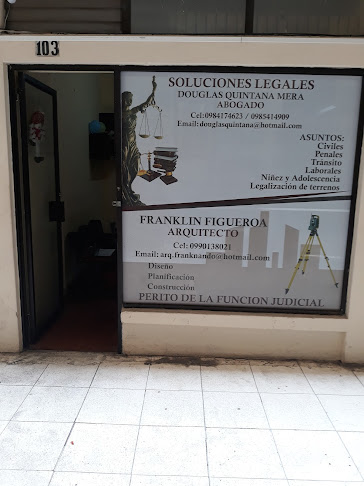 103
SOLUCIONES LEGALES
DOUGLAS QUINTANA MERA
ABOGADO
Cel:0984174623 / 0985414909
Email:douglasquintana@hotmail.com
ASUNTOS:
Civiles
Penales
Tránsito
Laborales
Niñez y Adolescencia
Legalización de terrenos
FRANKLIN FIGUEROA
ARQUITECTO
Cel: 0990138021
Email: arq.franknando@hotmail.com
Diseño
Planificación
Construcción
PERITO DE LA FUNCION JUDICIAL